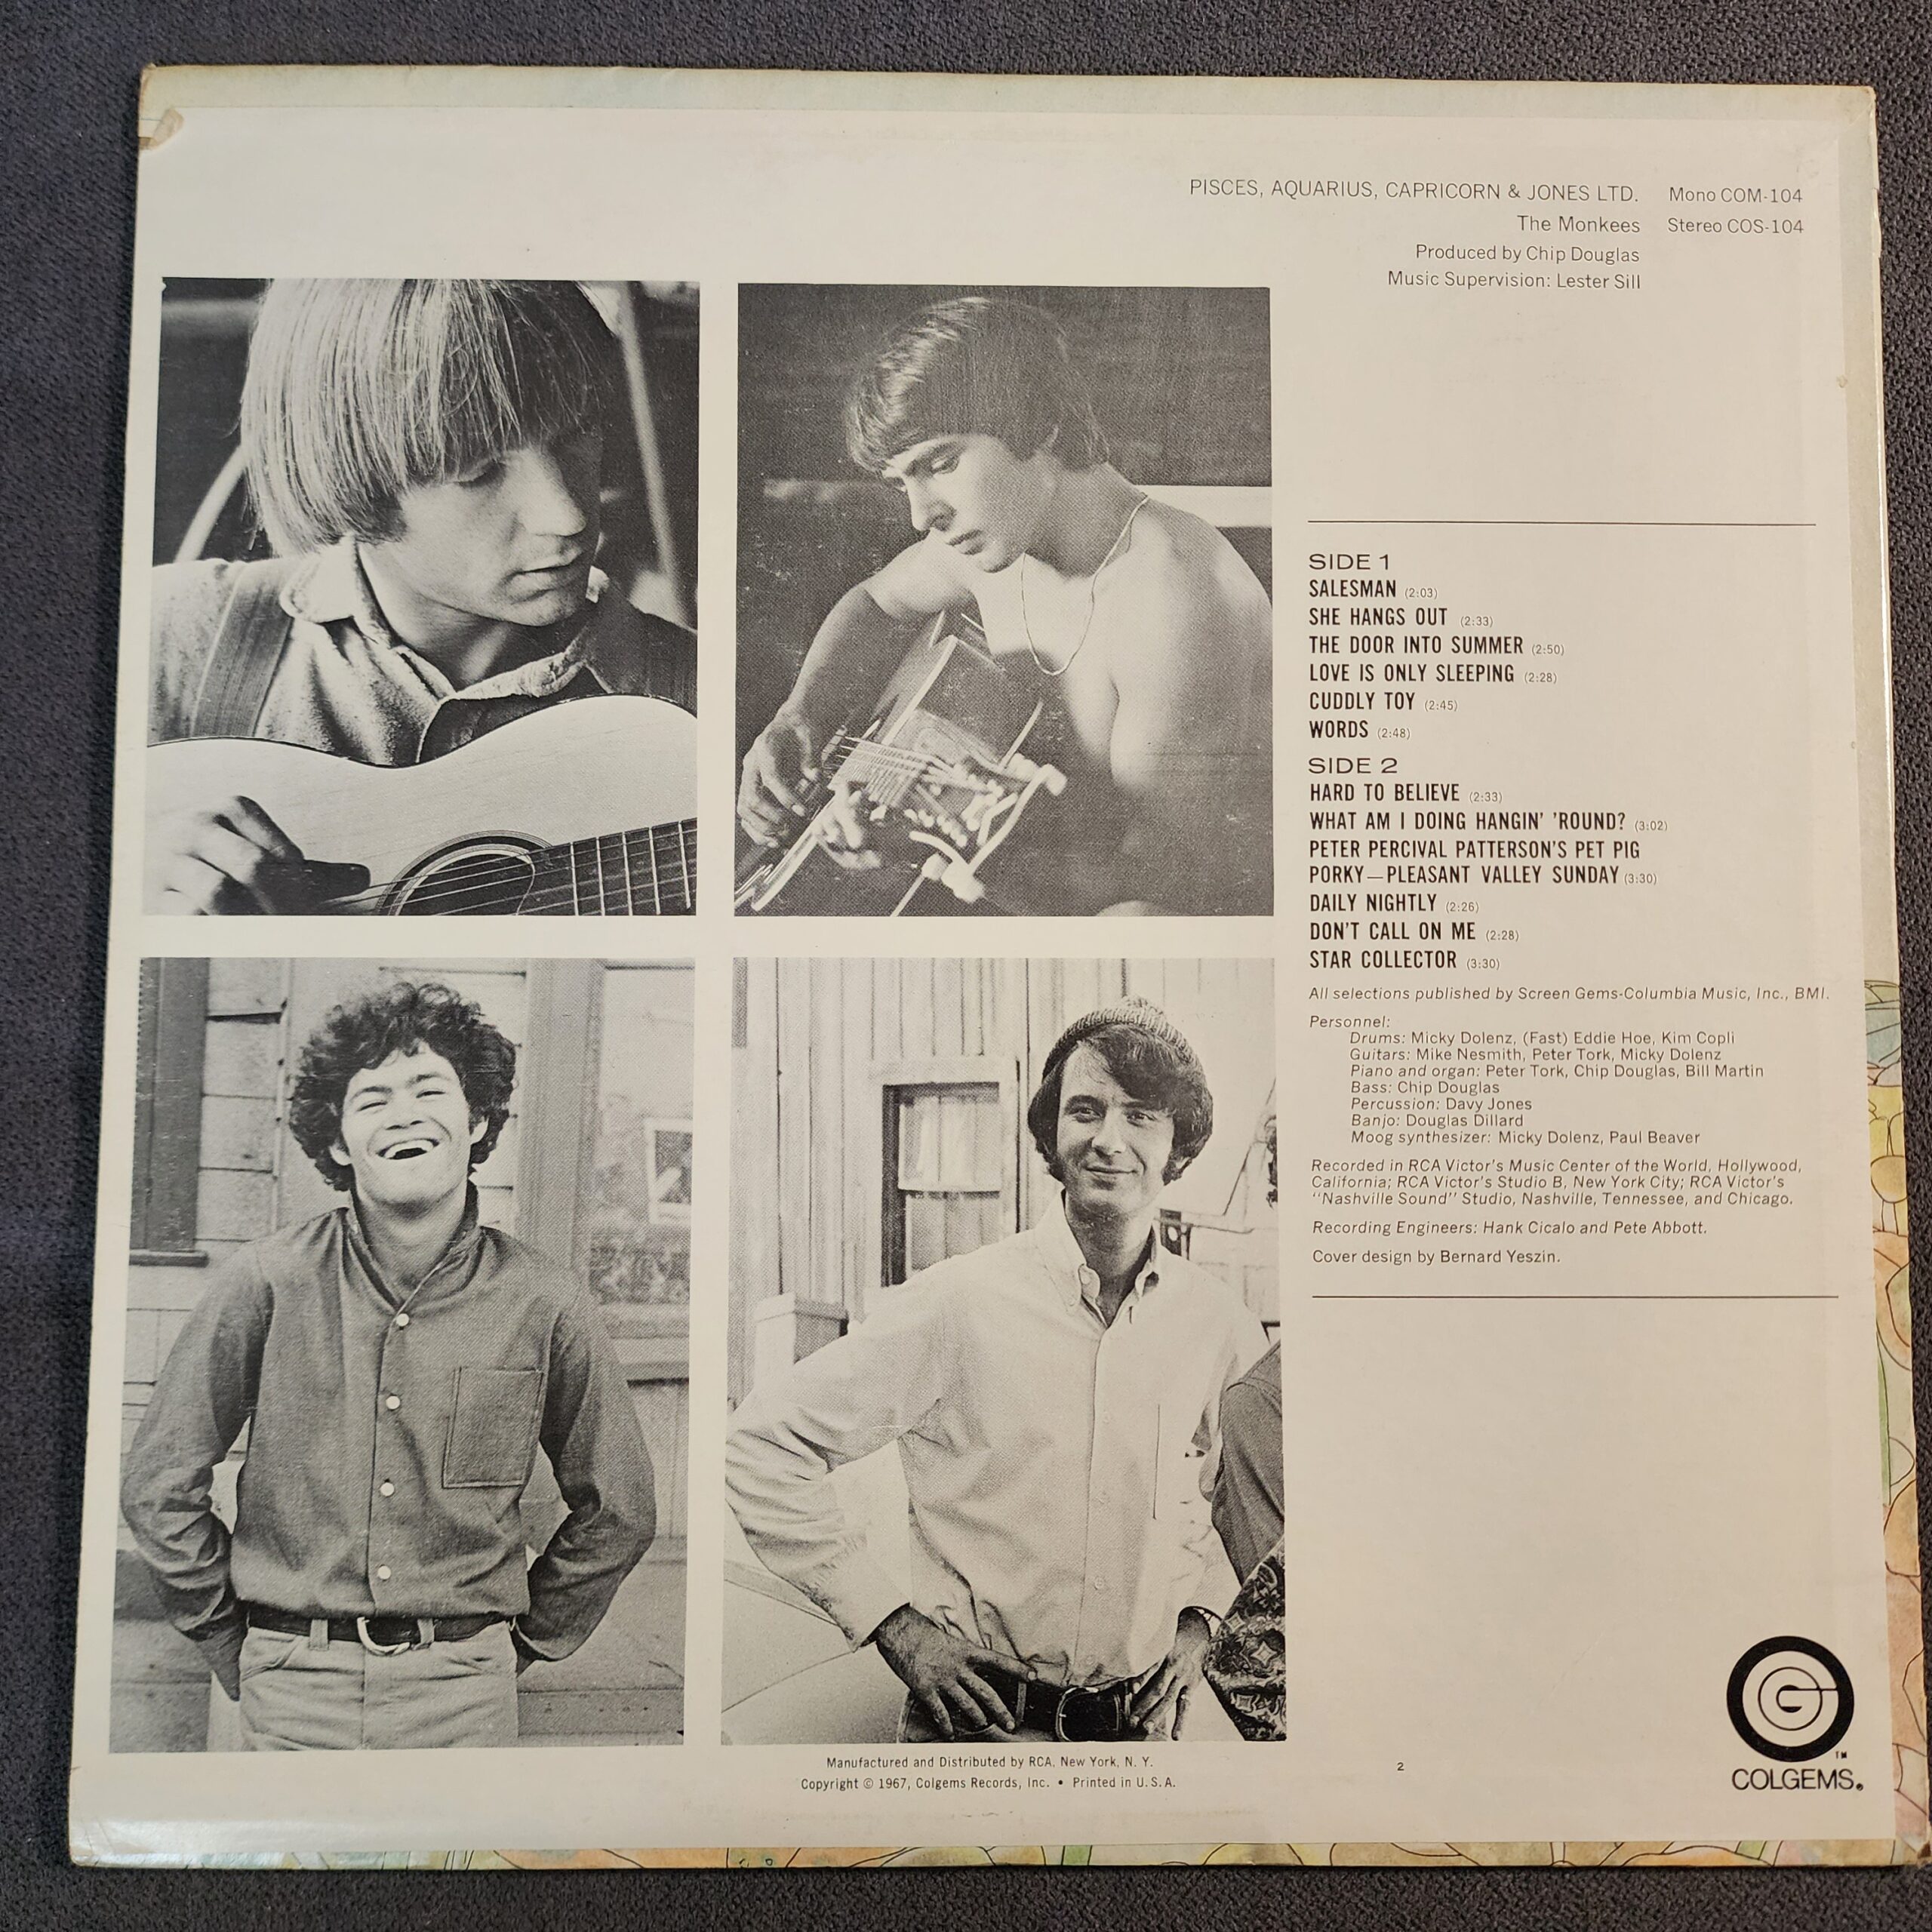 PISCES, AQUARIUS, CAPRICORN & JONES LTD. Mono COM-104
The Monkees Stereo COS-104
Produced by Chip Douglas
Music Supervision: Lester Sill
SIDE 1
SALESMAN (2:03)
SHE HANGS OUT (2:33)
THE DOOR INTO SUMMER (2:50)
LOVE IS ONLY SLEEPING (2:28)
CUDDLY TOY (2:45)
WORDS (2:48)
SIDE 2
HARD TO BELIEVE (2:33)
WHAT AM I DOING HANGIN' 'ROUND? (3:02)
PETER PERCIVAL PATTERSON'S PET PIG
PORKY—PLEASANT VALLEY SUNDAY (3:30)
DAILY NIGHTLY (2:26)
DON'T CALL ON ME (2:28)
STAR COLLECTOR (3:30)
All selections published by Screen Gems-Columbia Music, Inc., BMI.
Personnel:
Drums: Micky Dolenz, (Fast) Eddie Hoe, Kim Copli
Guitars: Mike Nesmith, Peter Tork, Micky Dolenz
Piano and organ: Peter Tork, Chip Douglas, Bill Martin
Bass: Chip Douglas
Percussion: Davy Jones
Banjo: Douglas Dillard
Moog synthesizer: Micky Dolenz, Paul Beaver
Recorded in RCA Victor's Music Center of the World, Hollywood,
California; RCA Victor's Studio B, New York City; RCA Victor's
"Nashville Sound" Studio, Nashville, Tennessee, and Chicago.
Recording Engineers: Hank Cicalo and Pete Abbott.
Cover design by Bernard Yeszin.
Manufactured and Distributed by RCA, New York, N. Y.
Copyright © 1967, Colgems Records, Inc. • Printed in U.S.A.
2
CG
TM
COLGEMS®